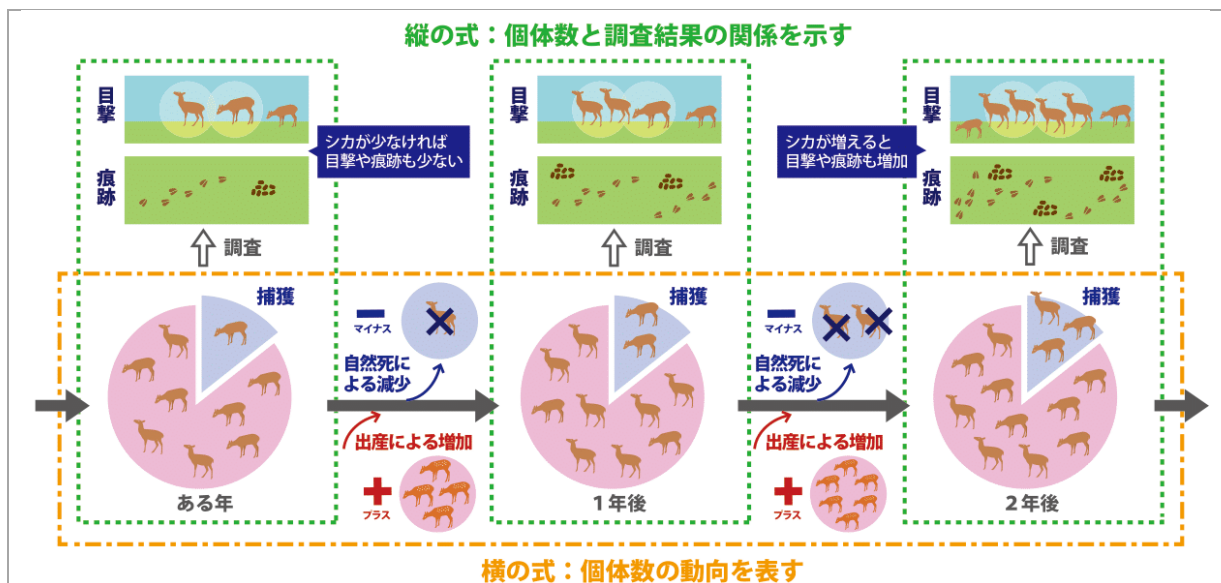 縦の式：個体数と調査結果の関係を示す
目撃
痕跡
シカが少なければ
目撃や痕跡も少ない
調査
目撃
痕跡
調査
シカが増えると
目撃や痕跡も増加
目撃
痕跡
調査
捕獲
ある年
マイナス
自然死に
よる減少
出産による増加
プラス
捕獲
1年後
マイナス
自然死に
よる減少
出産による増加
プラス
捕獲
2年後
横の式：個体数の動向を表す